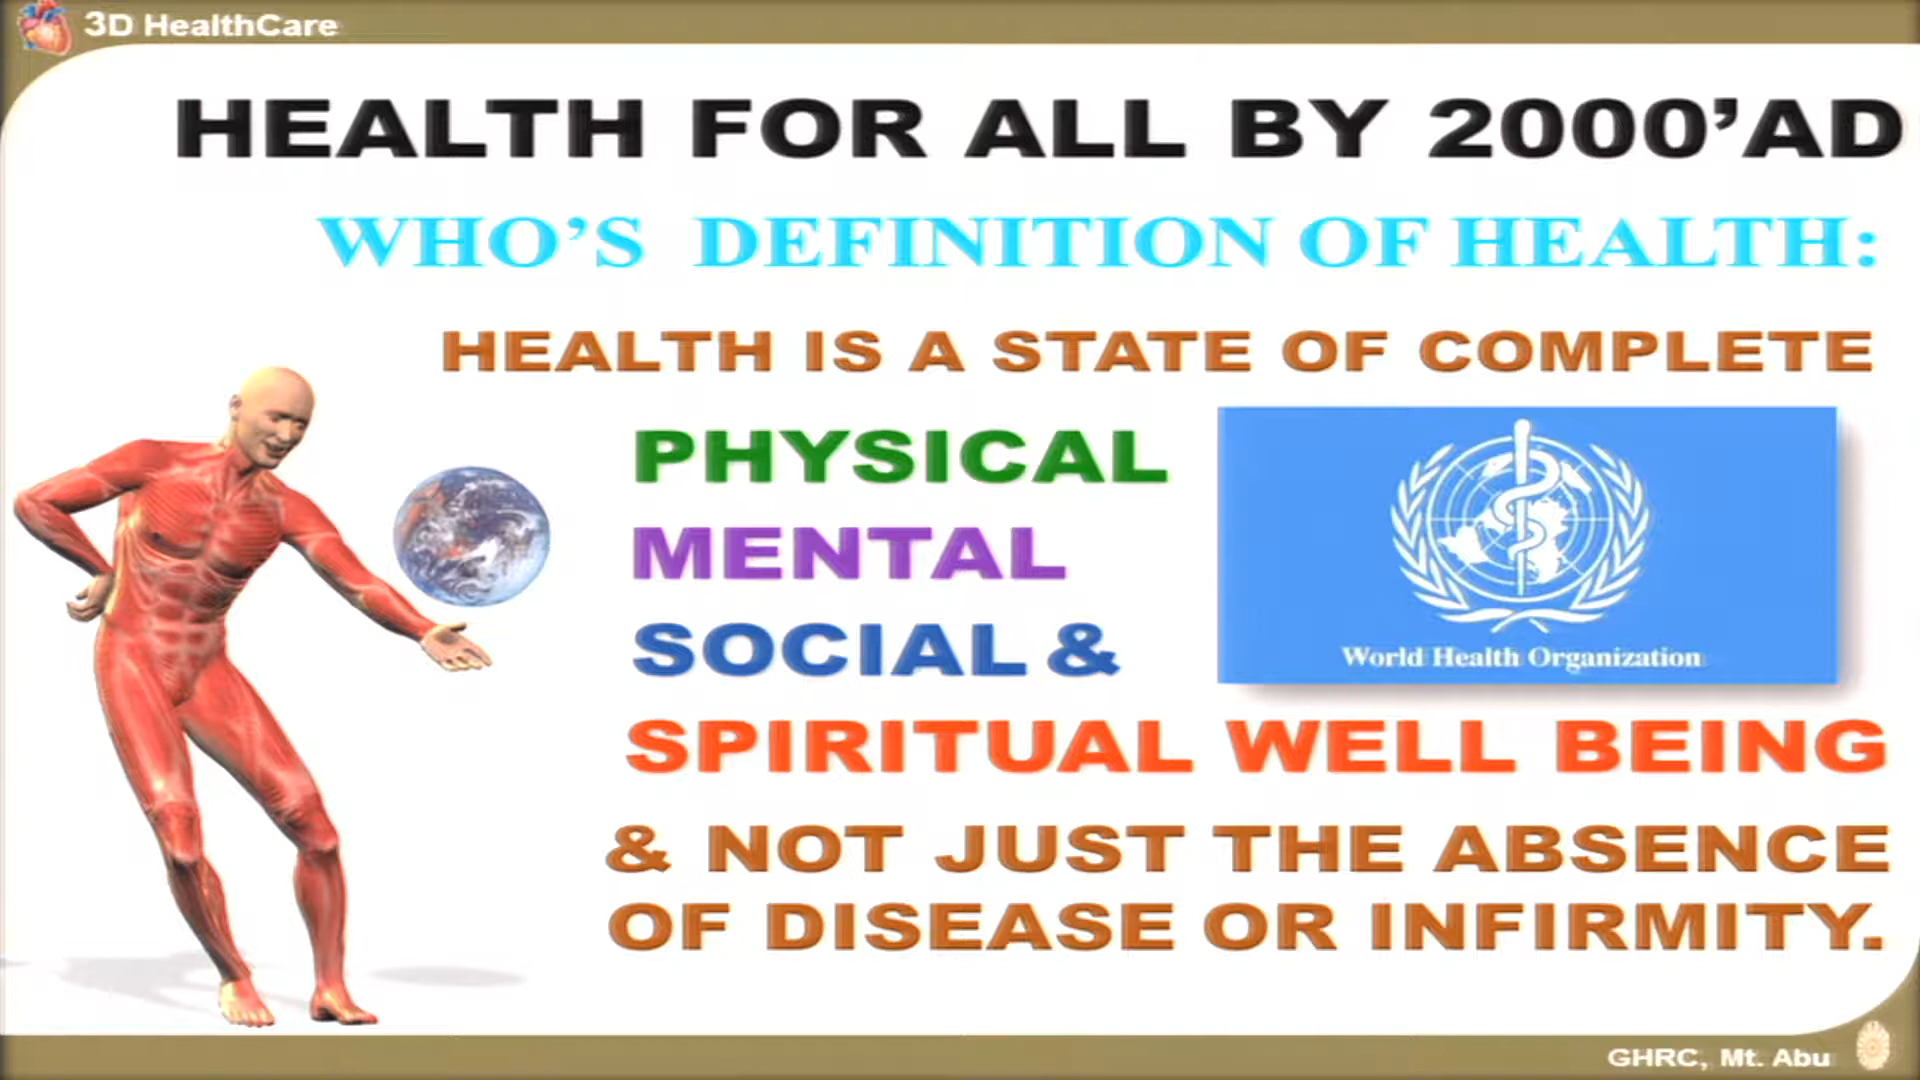 3D HealthCare
HEALTH FOR ALL BY 2000’AD
WHO’S DEFINITION OF HEALTH:
HEALTH IS A STATE OF COMPLETE
PHYSICAL
MENTAL
SOCIAL &
World Health Organization
SPIRITUAL WELL BEING
& NOT JUST THE ABSENCE
OF DISEASE OR INFIRMITY.
GHRC, Mt. Abu